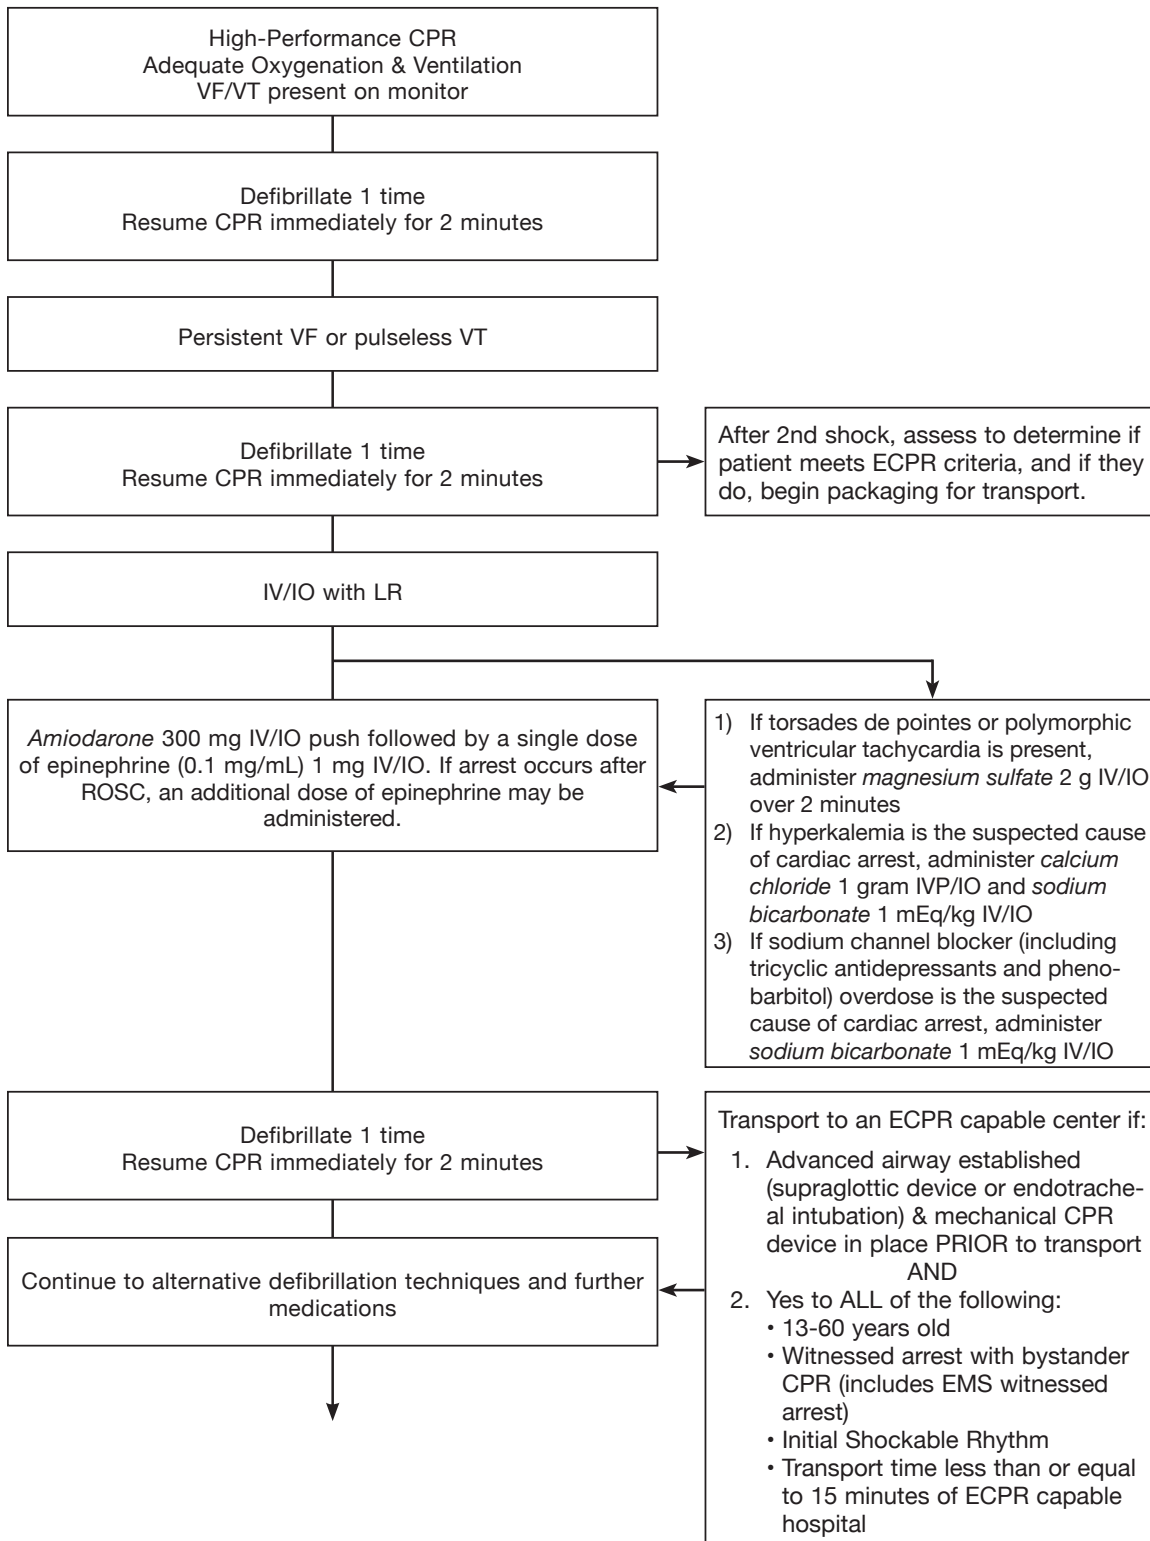 High-Performance CPR
Adequate Oxygenation & Ventilation
VF/VT present on monitor
Defibrillate 1 time
Resume CPR immediately for 2 minutes
Persistent VF or pulseless VT
Defibrillate 1 time
Resume CPR immediately for 2 minutes
After 2nd shock, assess to determine if
patient meets ECPR criteria, and if they
do, begin packaging for transport.
IV/IO with LR
Amiodarone 300 mg IV/IO push followed by a single dose
of epinephrine (0.1 mg/mL) 1 mg IV/IO. If arrest occurs after
ROSC, an additional dose of epinephrine may be
administered.
1) If torsades de pointes or polymorphic
ventricular tachycardia is present,
administer magnesium sulfate 2 g IV/IO
over 2 minutes
2) If hyperkalemia is the suspected cause
of cardiac arrest, administer calcium
chloride 1 gram IVP/IO and sodium
bicarbonate 1 mEq/kg IV/IO
3) If sodium channel blocker (including
tricyclic antidepressants and pheno-
barbitol) overdose is the suspected
cause of cardiac arrest, administer
sodium bicarbonate 1 mEq/kg IV/IO
Defibrillate 1 time
Resume CPR immediately for 2 minutes
Transport to an ECPR capable center if:
1. Advanced airway established
(supraglottic device or endotrache-
al intubation) & mechanical CPR
device in place PRIOR to transport
AND
2. Yes to ALL of the following:
• 13-60 years old
• Witnessed arrest with bystander
CPR (includes EMS witnessed
arrest)
• Initial Shockable Rhythm
• Transport time less than or equal
to 15 minutes of ECPR capable
hospital
Continue to alternative defibrillation techniques and further
medications